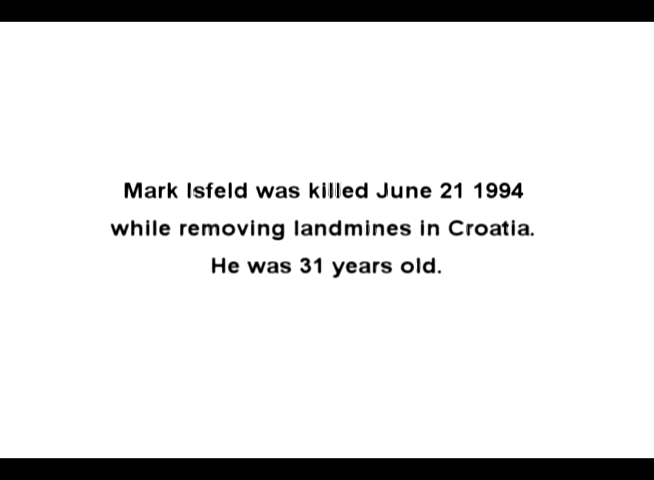 Mark Isfeld was killed June 21 1994
while removing landmines in Croatia.
He was 31 years old.